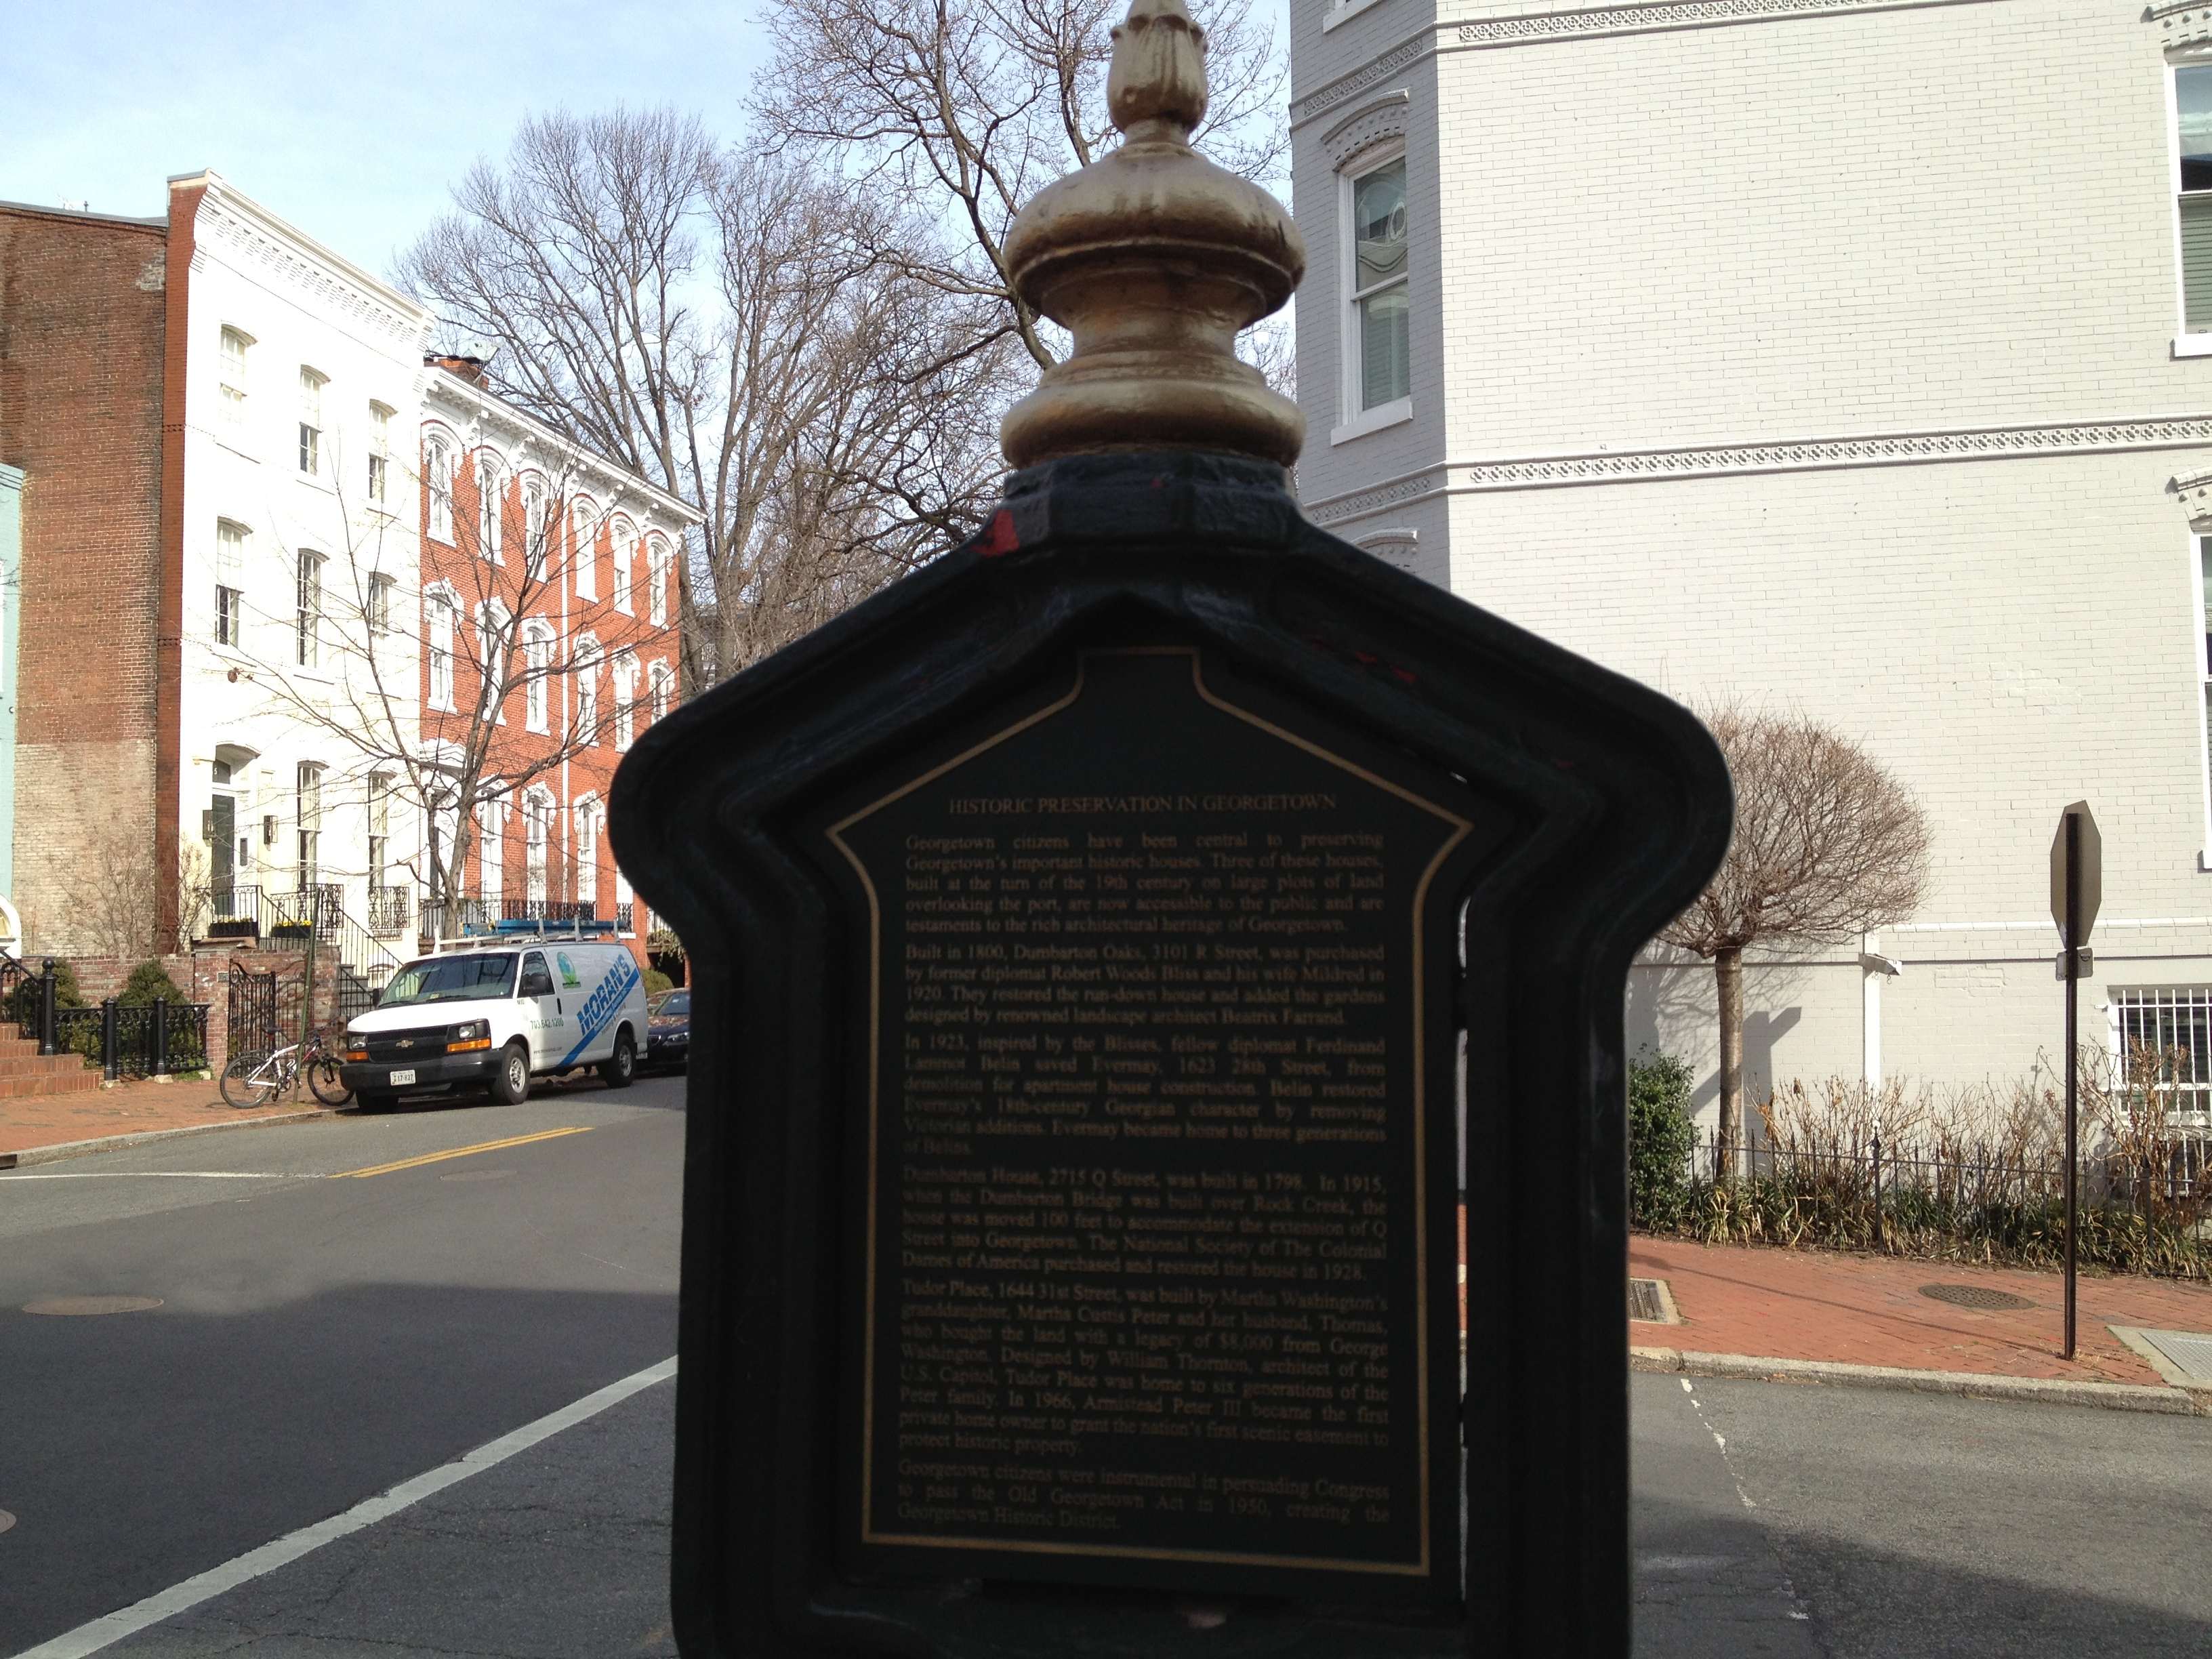 HISTORIC PRESERVATION IN GEORGETOWN
Georgetown citizens have been central to preserving
Georgetown's important historic houses. Three of these houses,
built at the turn of the 19th century on large plots of land
overlooking the port, are now accessible to the public and are
testaments to the rich architectural heritage of Georgetown.
Built in 1800, Dumbarton Oaks, 3101 R Street, was purchased
by former diplomat Robert Woods Bliss and his wife Mildred in
1920. They restored the run-down house and added the gardens
designed by renowned landscape architect Beatrix Farrand.
In 1923, inspired by the Blisses, fellow diplomat Ferdinand
Lammot Belin saved Evermay, 1623 28th Street, from
demolition for apartment house construction. Belin restored
Evermay's 18th-century Georgian character by removing
Victorian additions. Evermay became home to three generations
of Belins.
Dumbarton House, 2715 Q Street, was built in 1798. In 1915,
when the Dumbarton Bridge was built over Rock Creek, the
house was moved 100 feet to accommodate the extension of Q
Street into Georgetown. The National Society of The Colonial
Dames of America purchased and restored the house in 1928.
Tudor Place, 1644 31st Street, was built by Martha Washington's
granddaughter, Martha Custis Peter and her husband, Thomas,
who bought the land with a legacy of $8,000 from George
Washington. Designed by William Thornton, architect of the
U.S. Capitol, Tudor Place was home to six generations of the
Peter family. In 1966, Armistead Peter III became the first
private home owner to grant the nation's first scenic easement to
protect historic property.
Georgetown citizens were instrumental in persuading Congress
to pass the Old Georgetown Act in 1950, creating the
Georgetown Historic District.
MORAN'S
703.642.1200